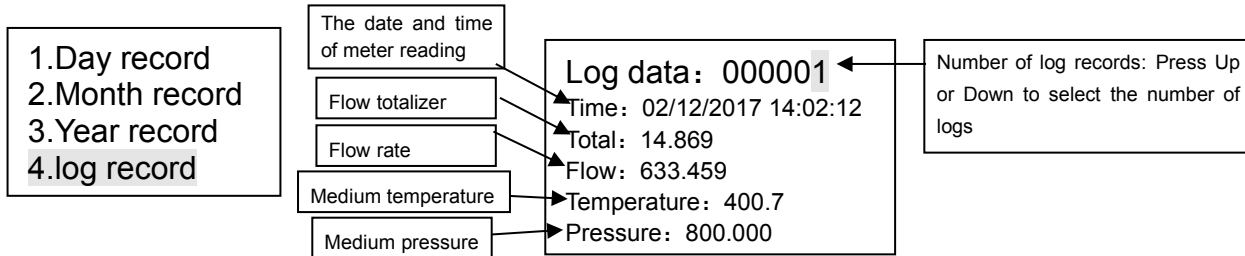 1.Day record
2.Month record
3.Year record
4.log record
The date and time
of meter reading
Flow totalizer
Flow rate
Medium temperature
Medium pressure
Log data：000001
Time：02/12/2017 14:02:12
Total：14.869
Flow：633.459
Temperature：400.7
Pressure：800.000
Number of log records: Press Up
or Down to select the number of
logs